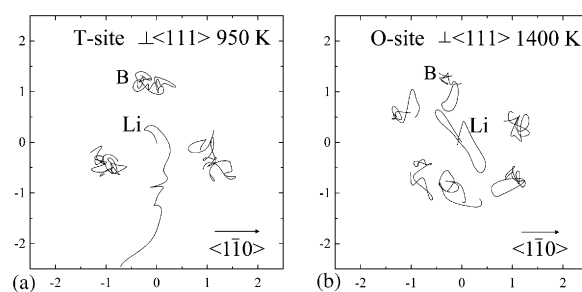 T-site ⊥<111> 950 K
B
Li
<11̄0>
2
1
0
-1
-2
-2 -1 0 1 2
(a)
O-site ⊥<111> 1400 K
B
Li
<11̄0>
2
1
0
-1
-2
-2 -1 0 1 2
(b)